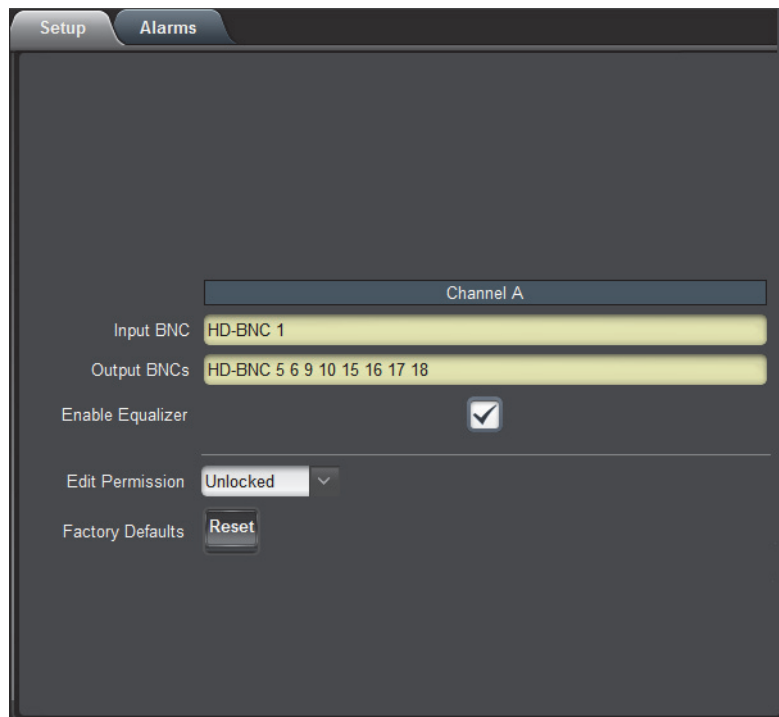 Setup Alarms
Channel A
Input BNC HD-BNC 1
Output BNCs HD-BNC 5 6 9 10 15 16 17 18
Enable Equalizer
Edit Permission Unlocked
Factory Defaults Reset